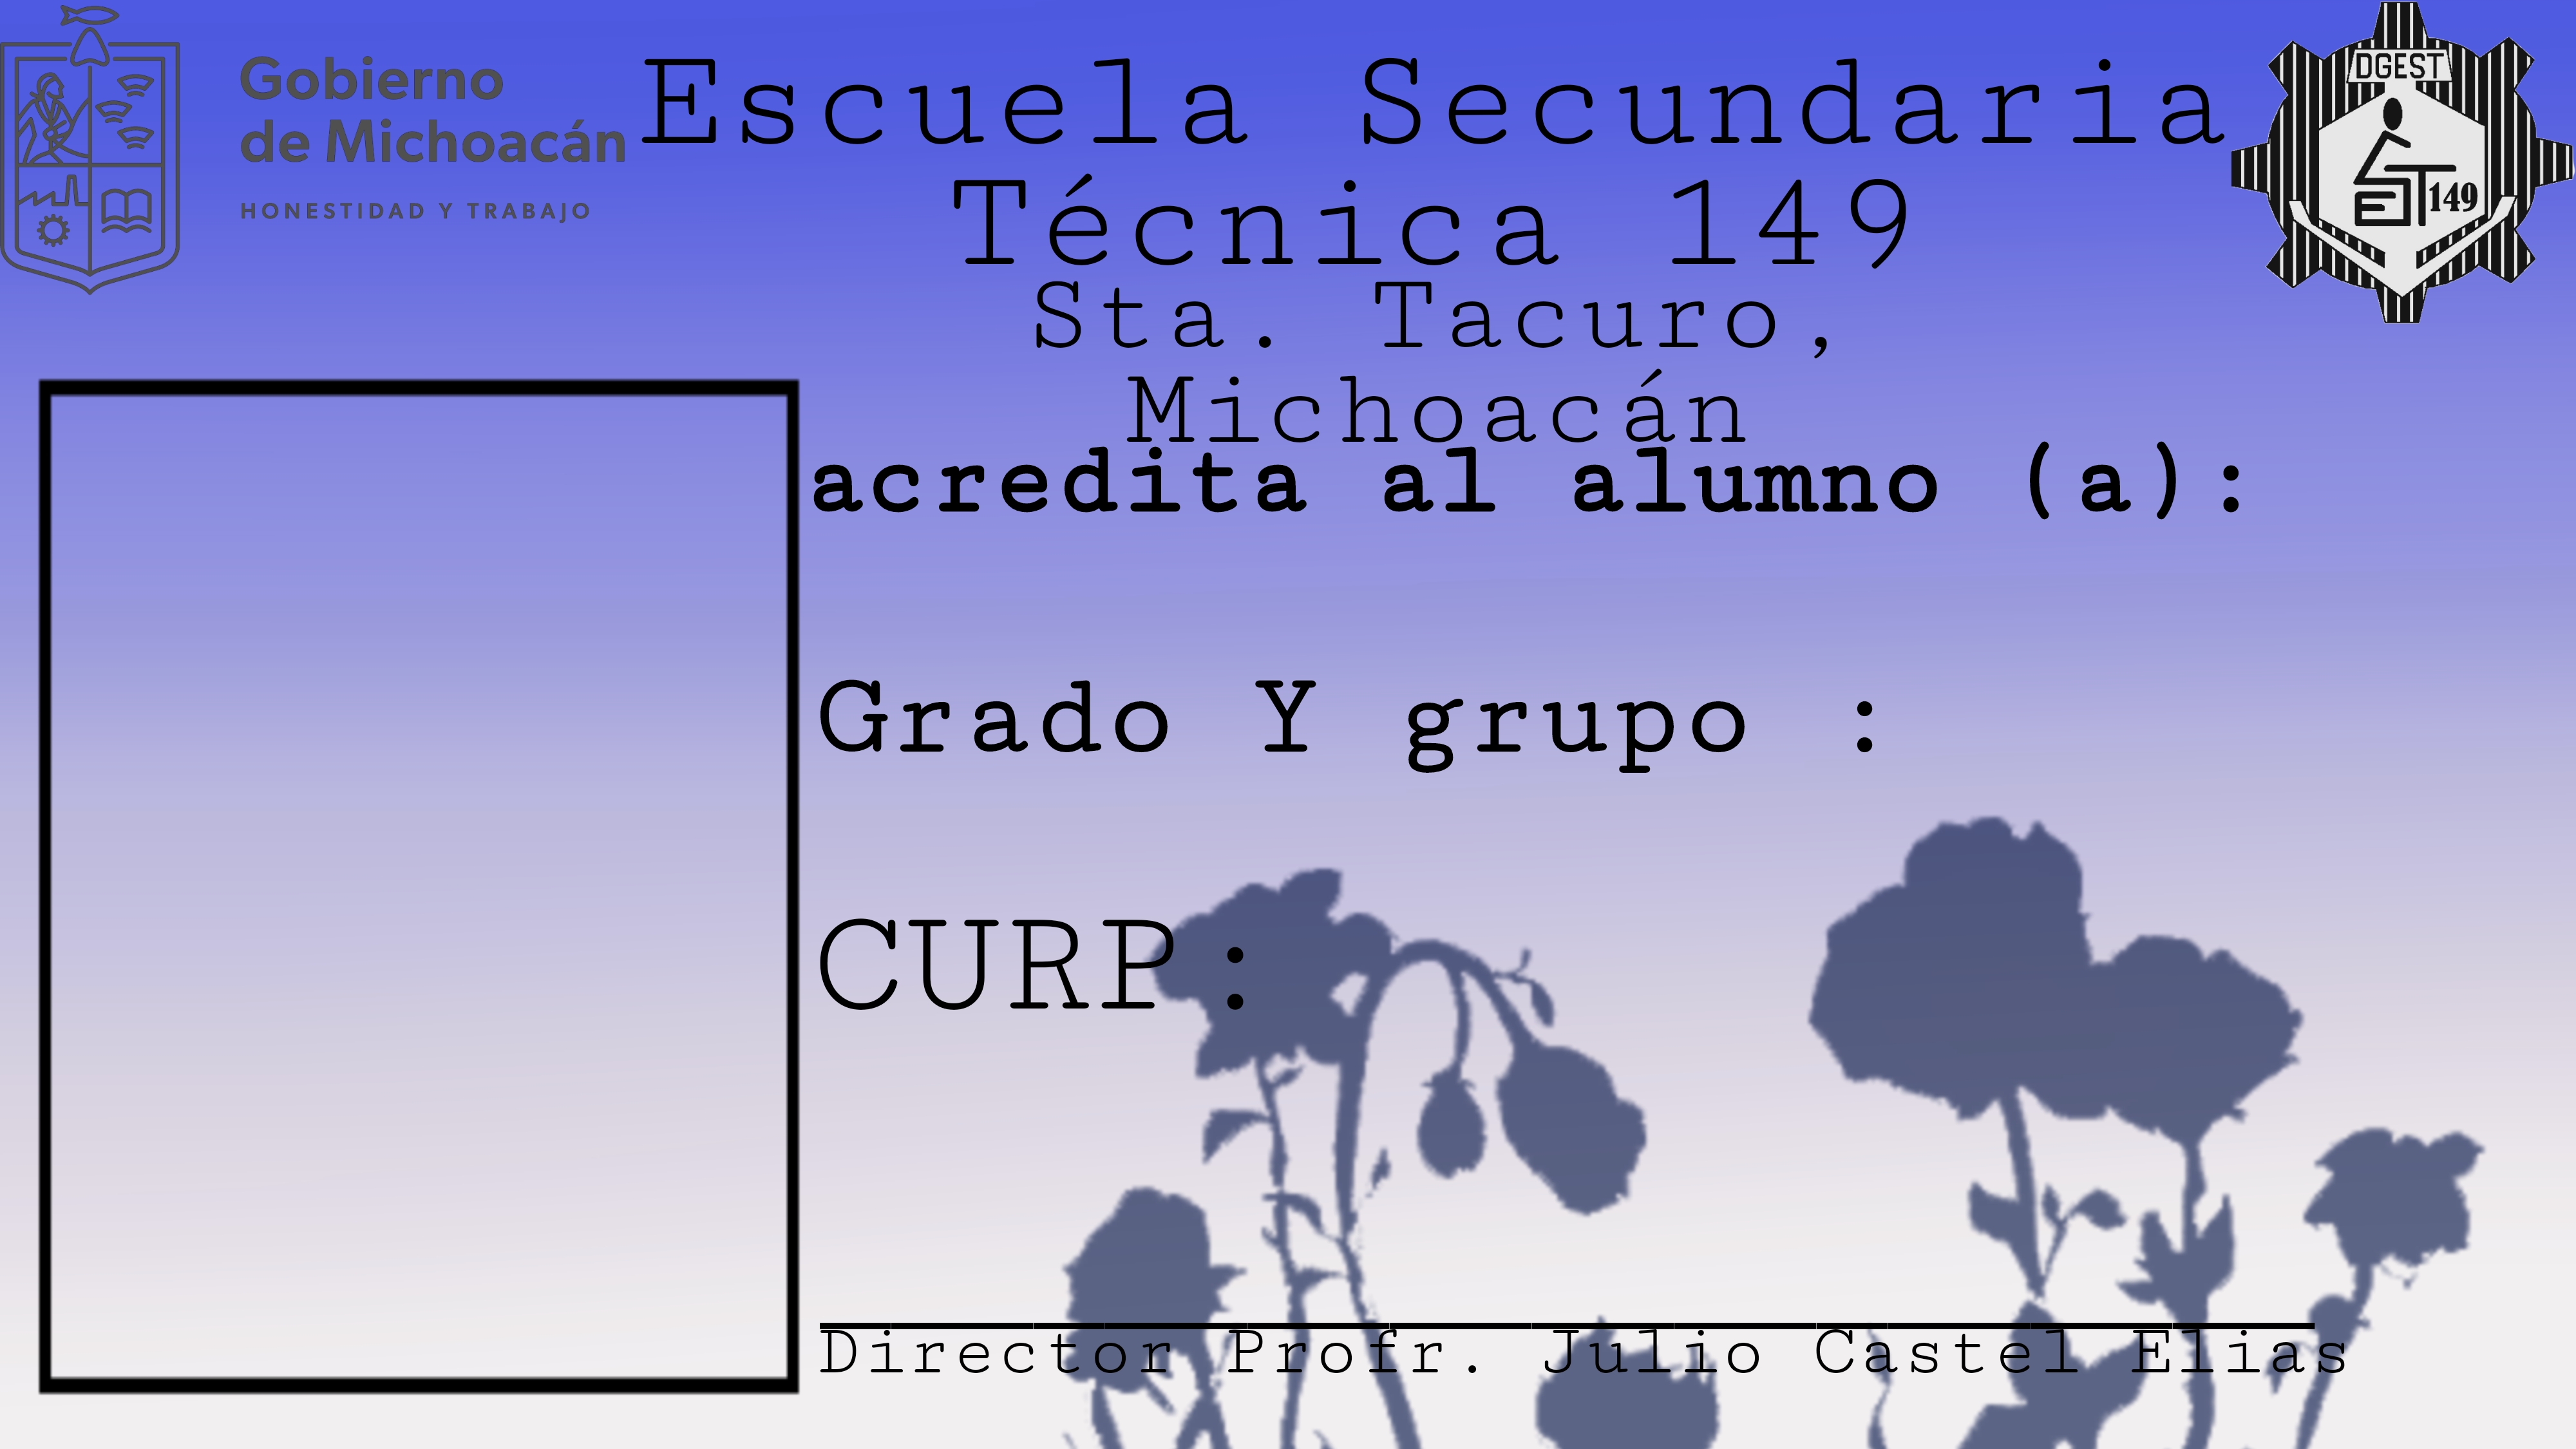 Gobierno
de Michoacán
HONESTIDAD Y TRABAJO
Escuela Secundaria
Técnica 149
DGEST
EST 149
Sta. Tacuro,
Michoacán
acredita al alumno (a):
Grado Y grupo :
CURP:
Director Profr. Julio Castel Elias